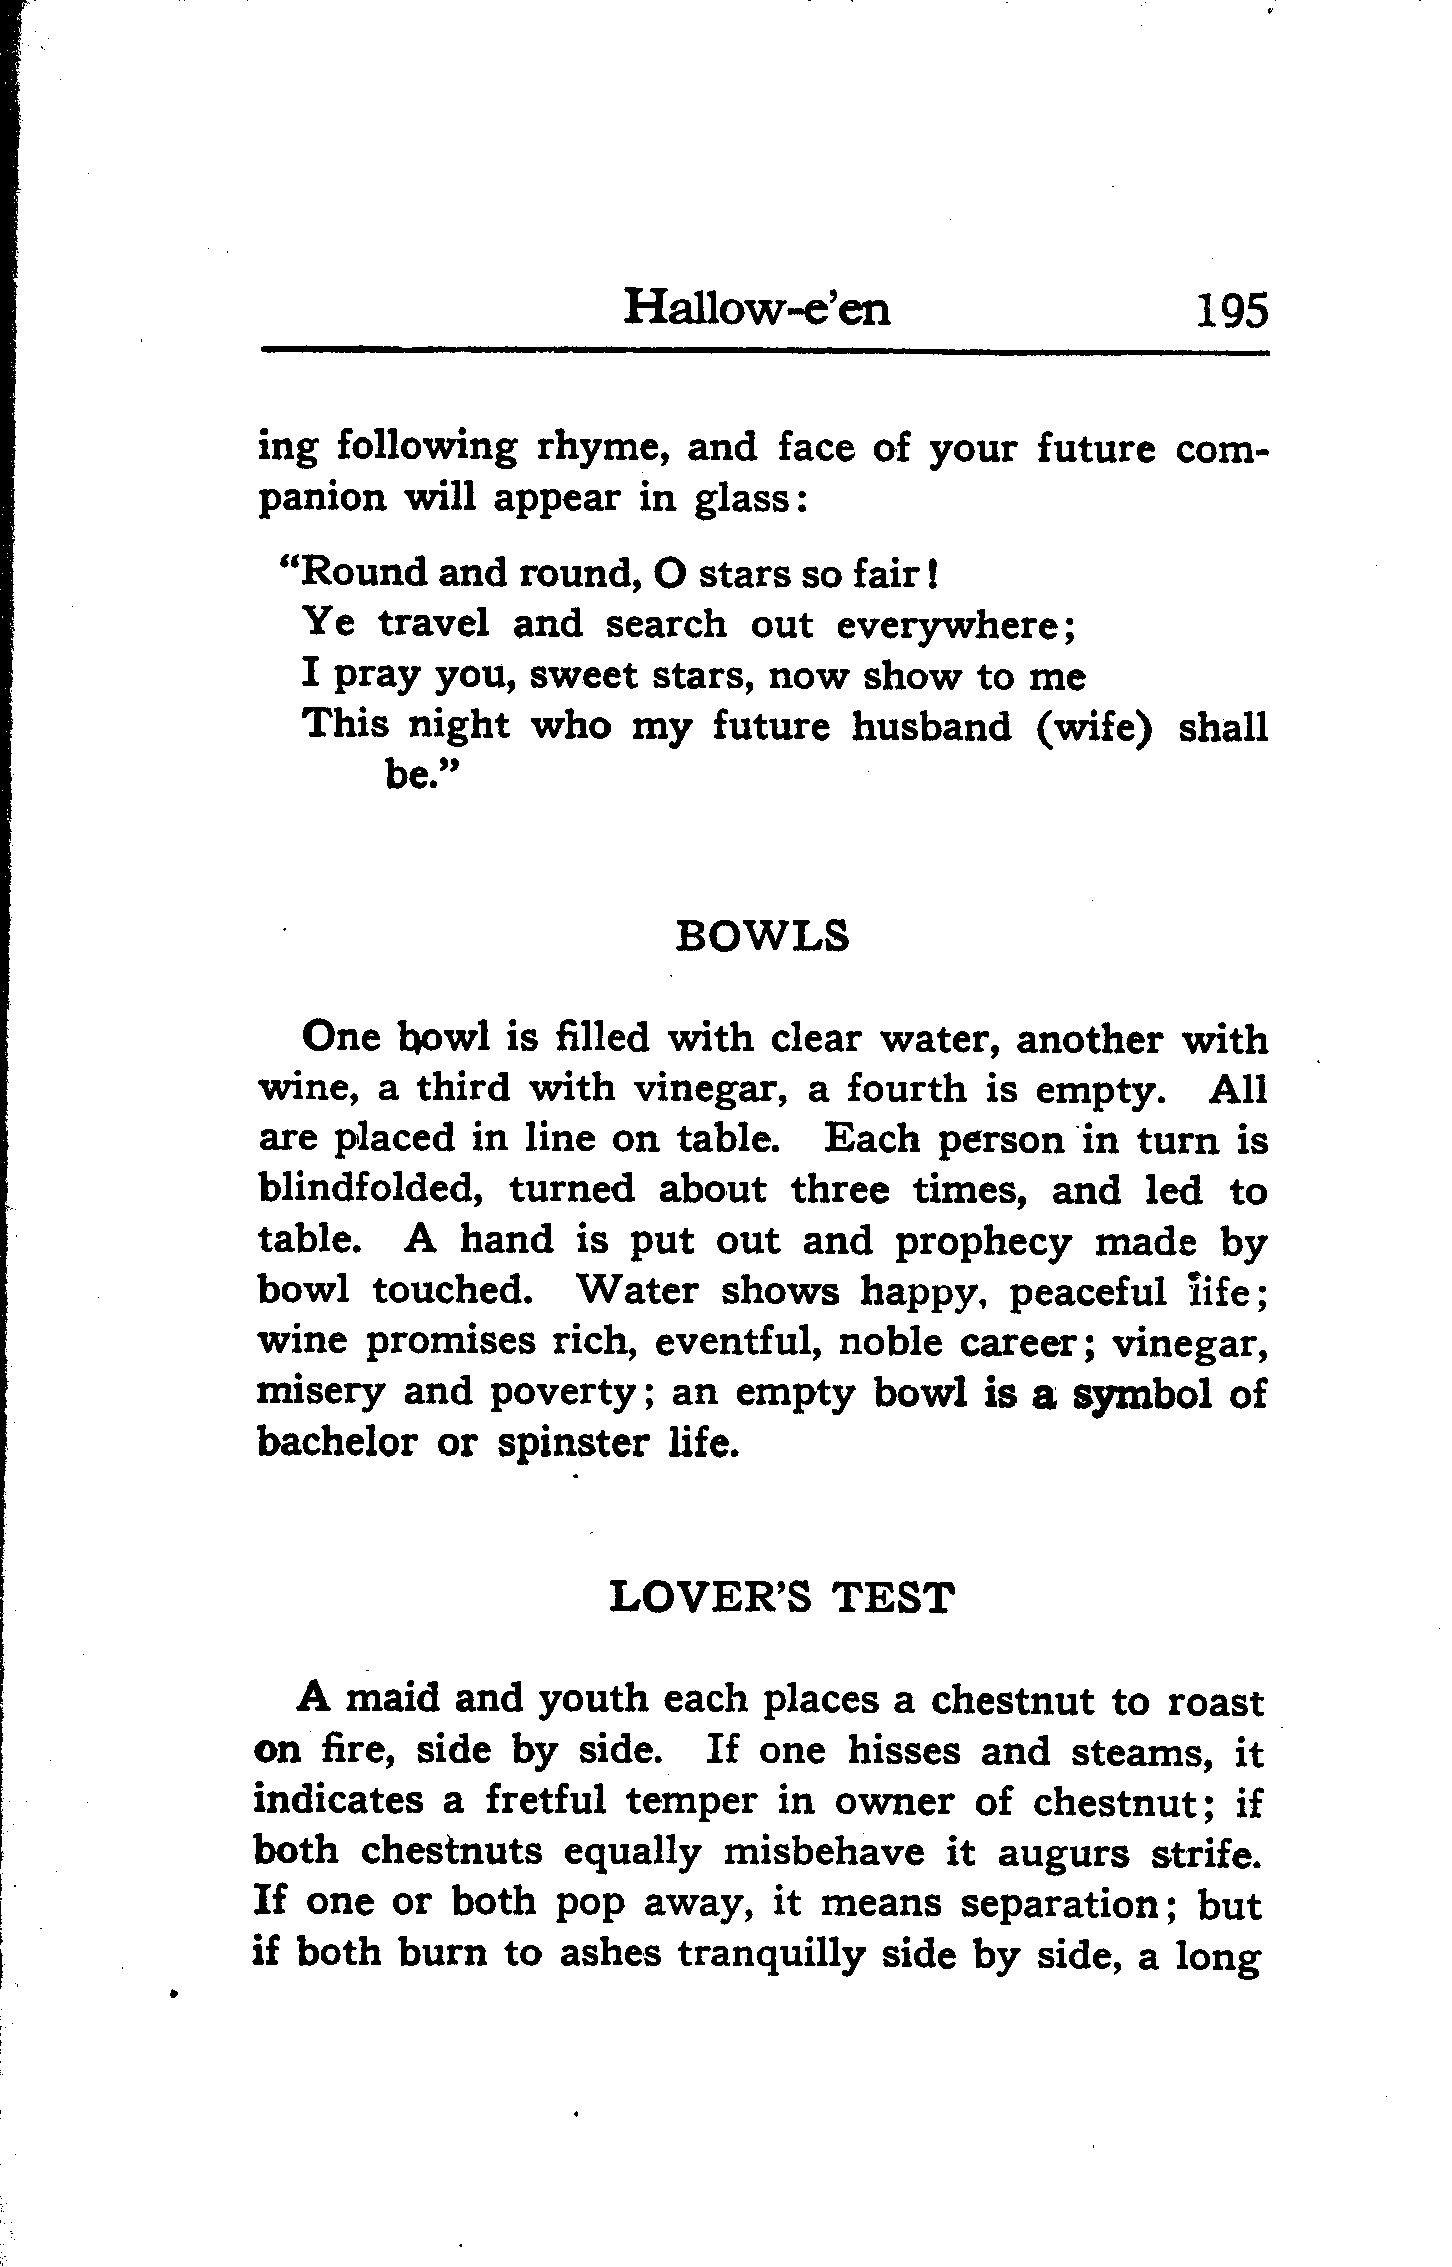 Hallow-e'en 195
ing following rhyme, and face of your future com-
panion will appear in glass:
"Round and round, O stars so fair!
Ye travel and search out everywhere;
I pray you, sweet stars, now show to me
This night who my future husband (wife) shall
be."
BOWLS
One bowl is filled with clear water, another with
wine, a third with vinegar, a fourth is empty. All
are placed in line on table. Each person in turn is
blindfolded, turned about three times, and led to
table. A hand is put out and prophecy made by
bowl touched. Water shows happy, peaceful life;
wine promises rich, eventful, noble career; vinegar,
misery and poverty; an empty bowl is a symbol of
bachelor or spinster life.
LOVER'S TEST
A maid and youth each places a chestnut to roast
on fire, side by side. If one hisses and steams, it
indicates a fretful temper in owner of chestnut; if
both chestnuts equally misbehave it augurs strife.
If one or both pop away, it means separation; but
if both burn to ashes tranquilly side by side, a long